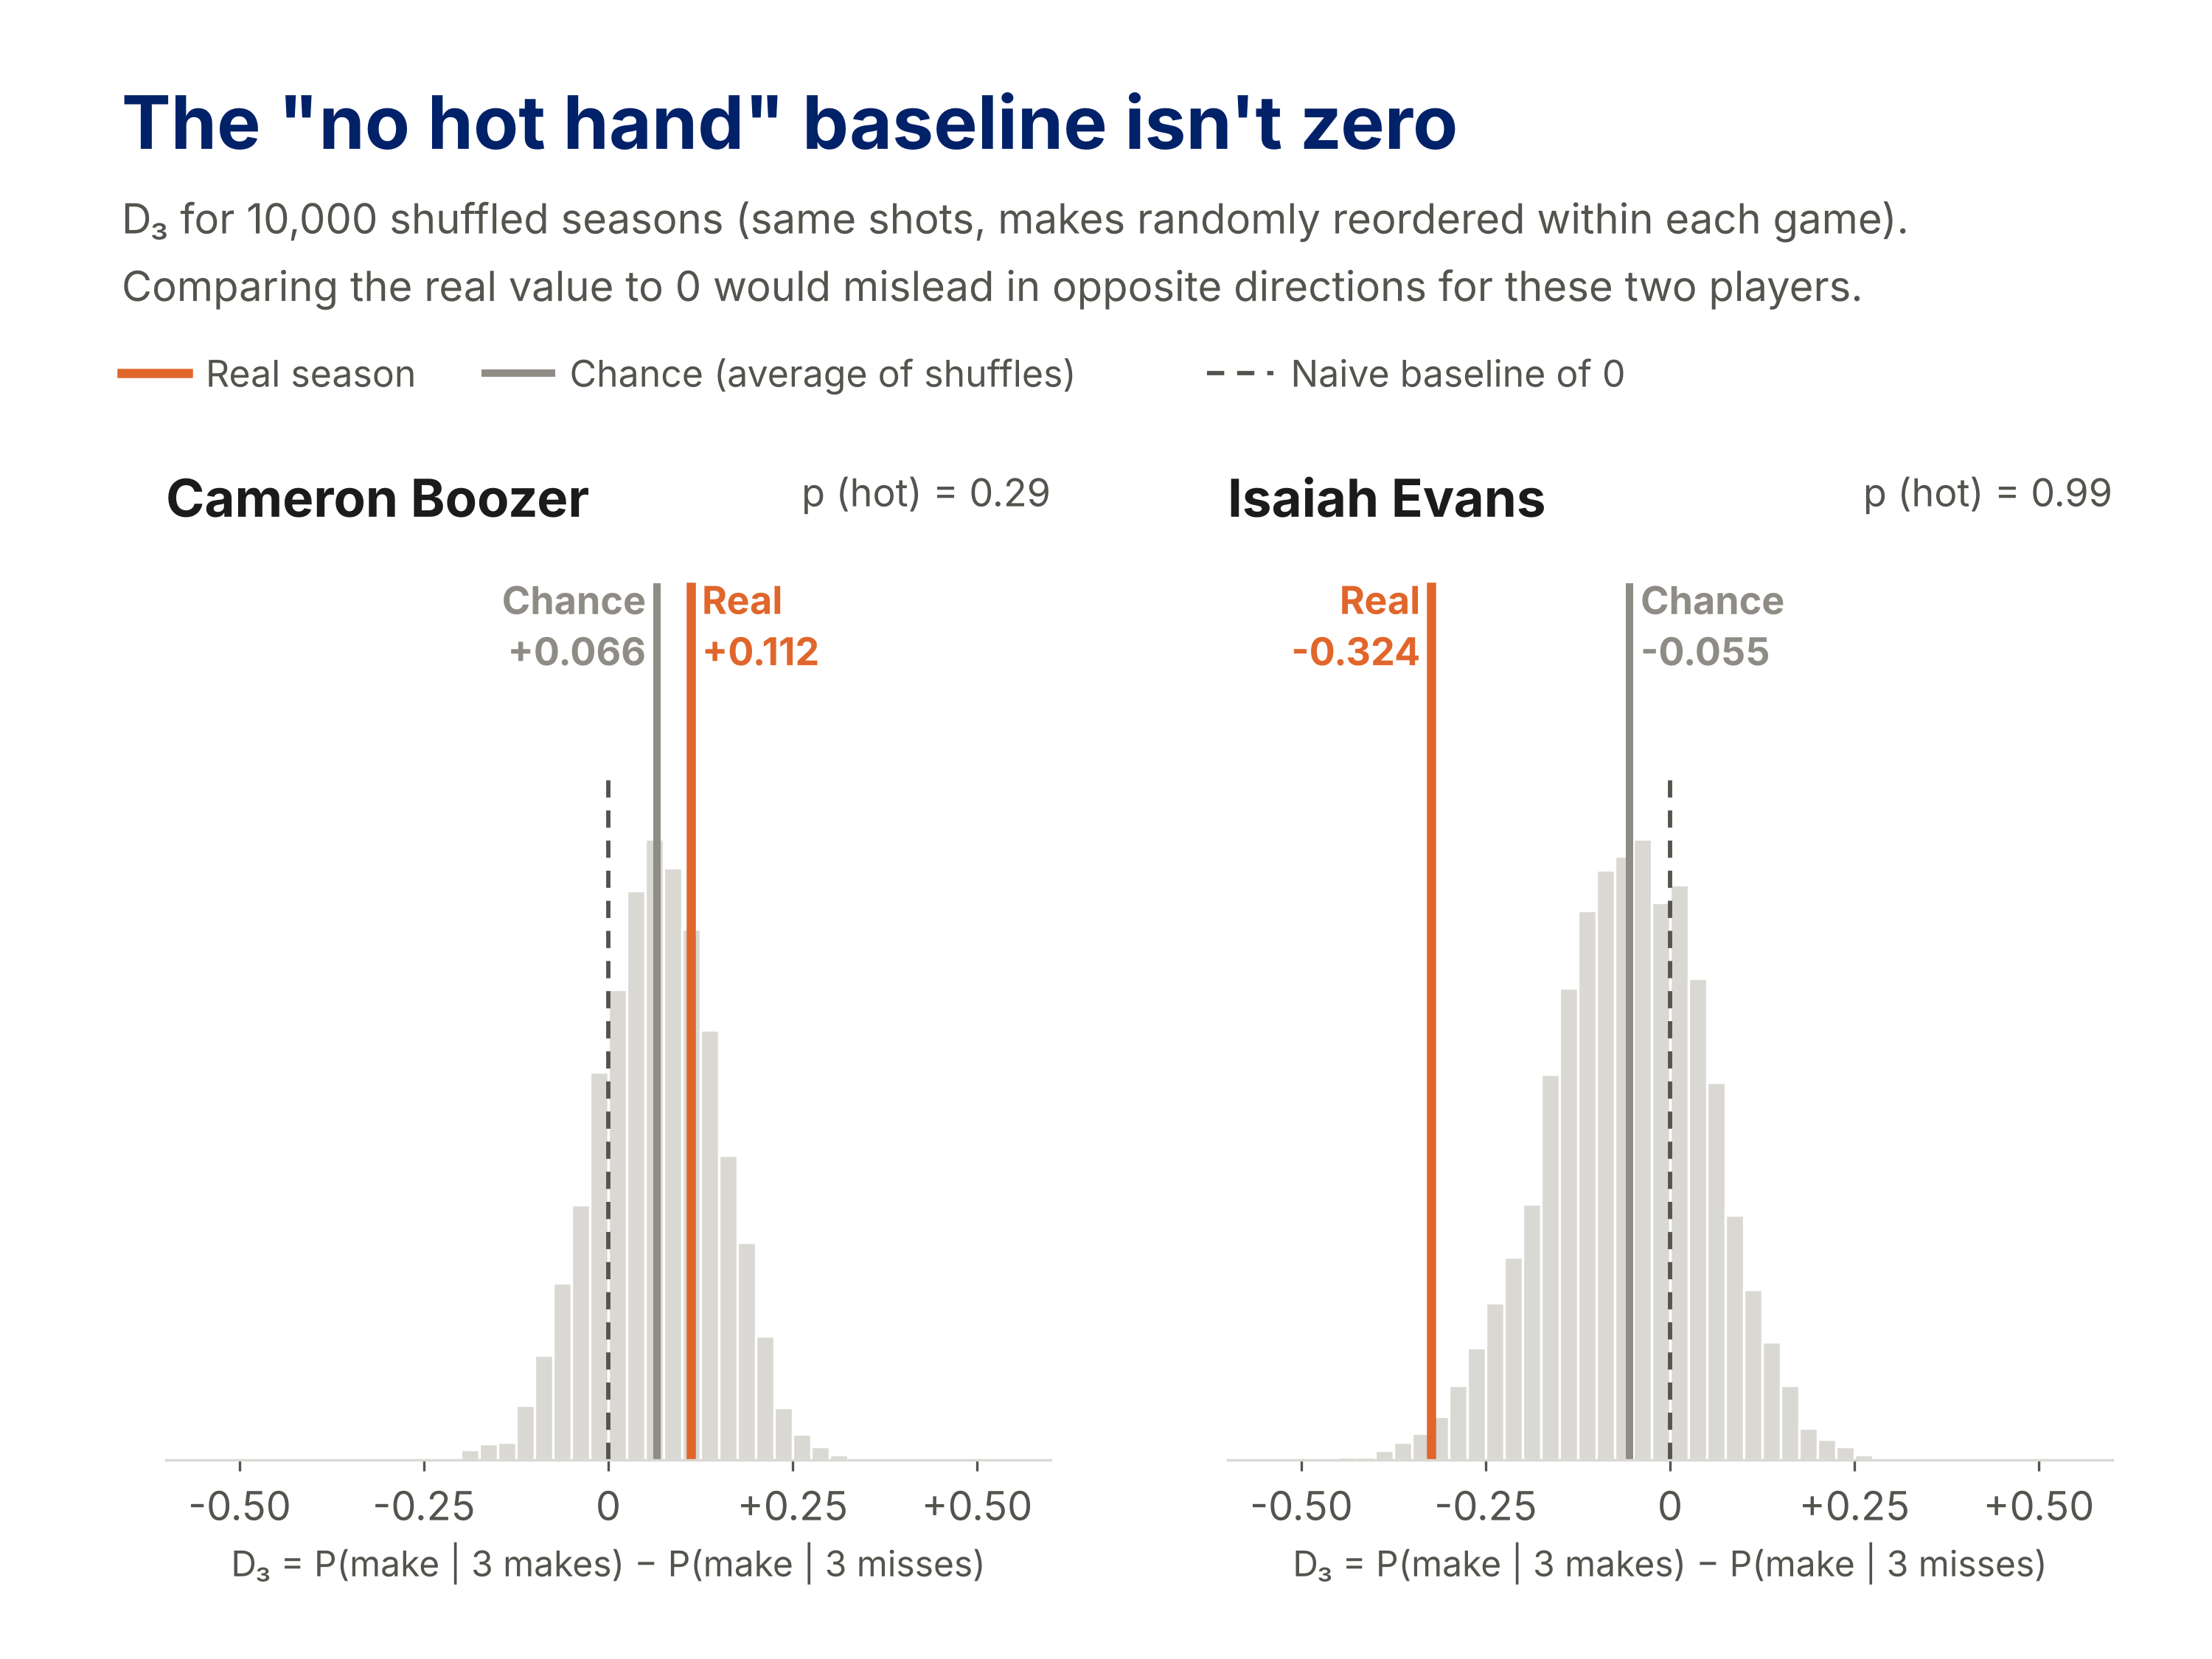 The "no hot hand" baseline isn't zero
D₃ for 10,000 shuffled seasons (same shots, makes randomly reordered within each game).
Comparing the real value to 0 would mislead in opposite directions for these two players.
Real season Chance (average of shuffles) Naive baseline of 0
Cameron Boozer p (hot) = 0.29
Chance Real
+0.066 +0.112
-0.50 -0.25 0 +0.25 +0.50
D₃ = P(make | 3 makes) − P(make | 3 misses)
Isaiah Evans p (hot) = 0.99
Real Chance
-0.324 -0.055
-0.50 -0.25 0 +0.25 +0.50
D₃ = P(make | 3 makes) − P(make | 3 misses)